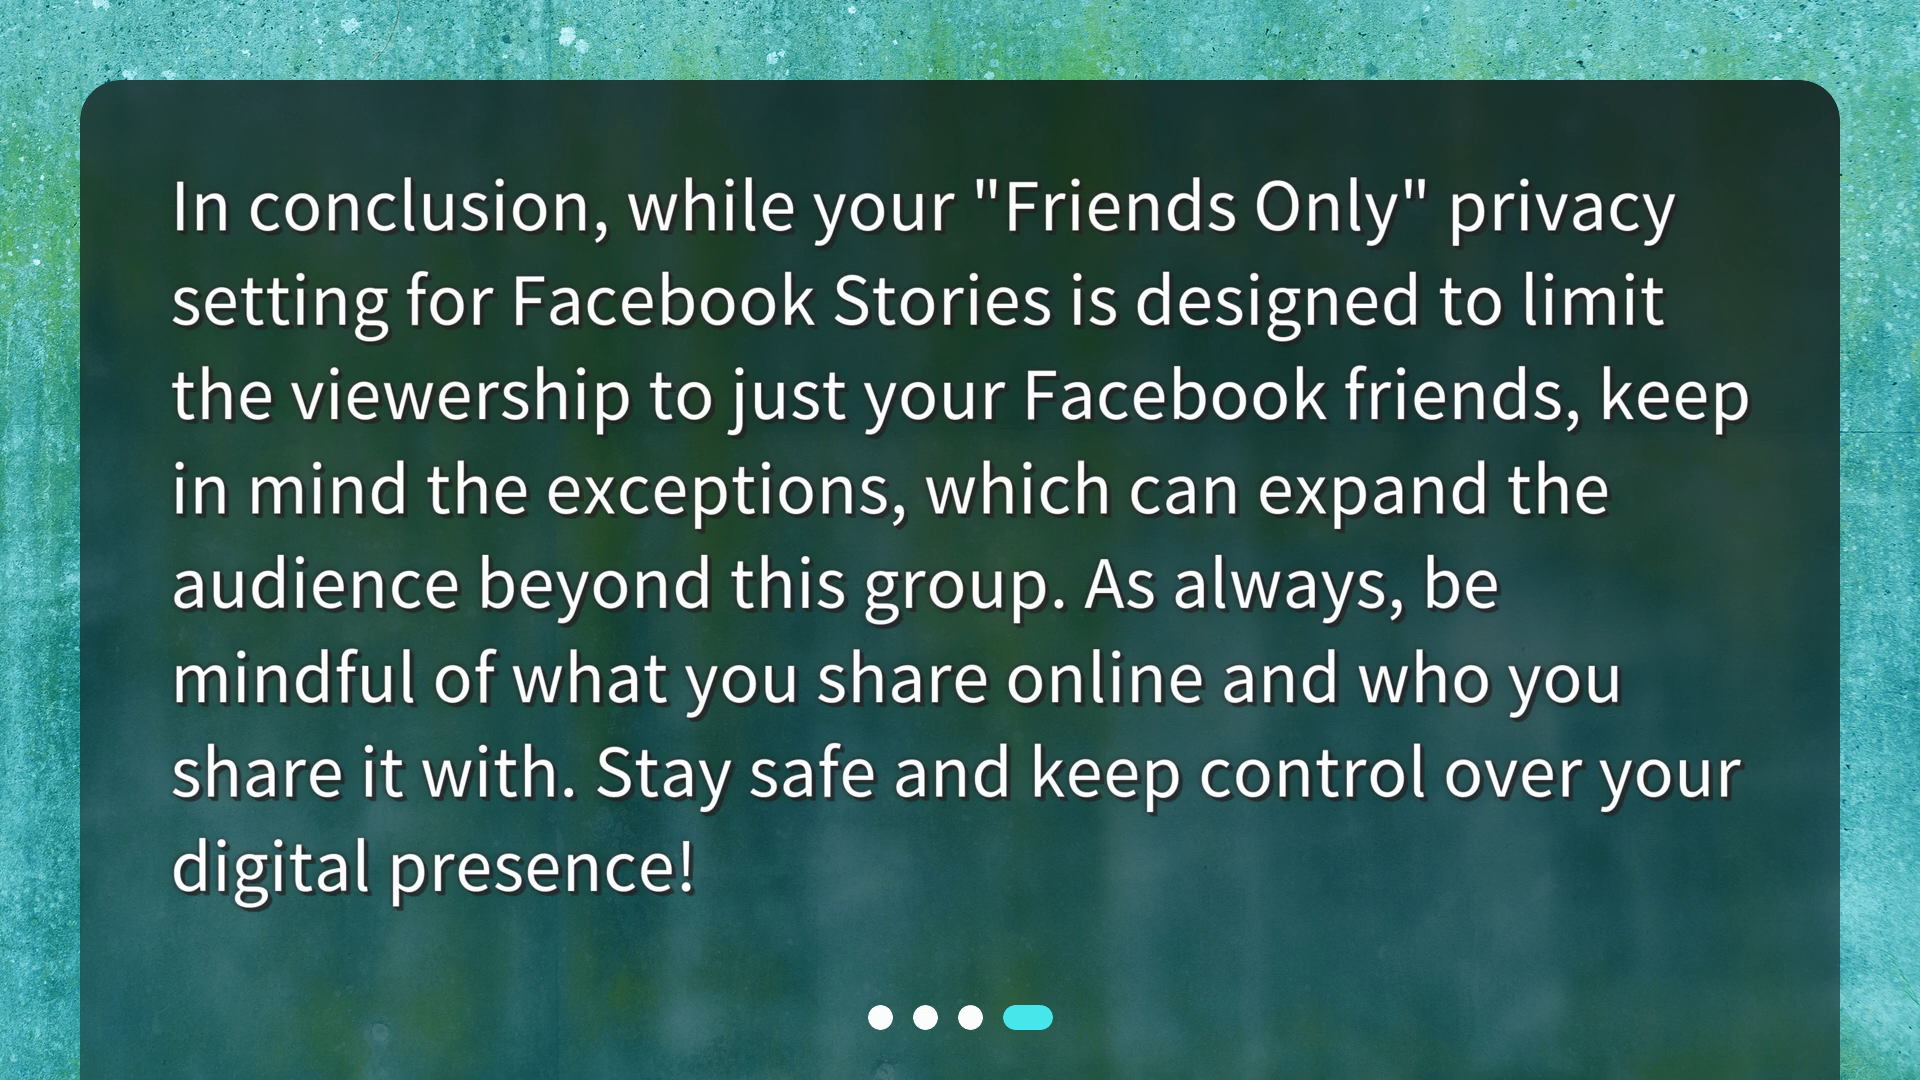 In conclusion, while your "Friends Only" privacy
setting for Facebook Stories is designed to limit
the viewership to just your Facebook friends, keep
in mind the exceptions, which can expand the
audience beyond this group. As always, be
mindful of what you share online and who you
share it with. Stay safe and keep control over your
digital presence!